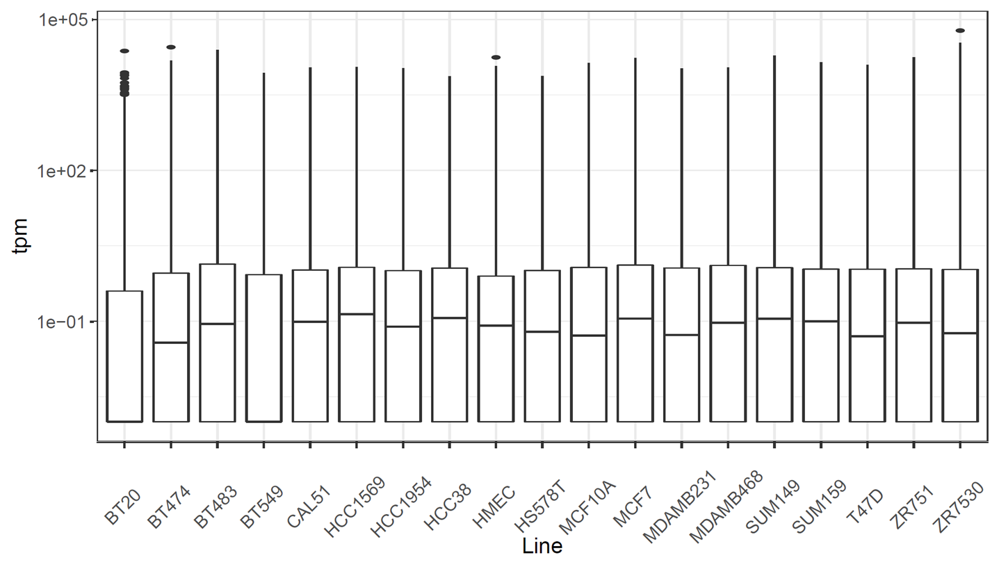 1e+05
1e+02
1e−01
tpm
BT20
BT474
BT483
BT549
CAL51
HCC1569
HCC1954
HCC38
HMEC
HS578T
MCF10A
MCF7
MDAMB231
MDAMB468
SUM149
SUM159
T47D
ZR751
ZR7530
Line